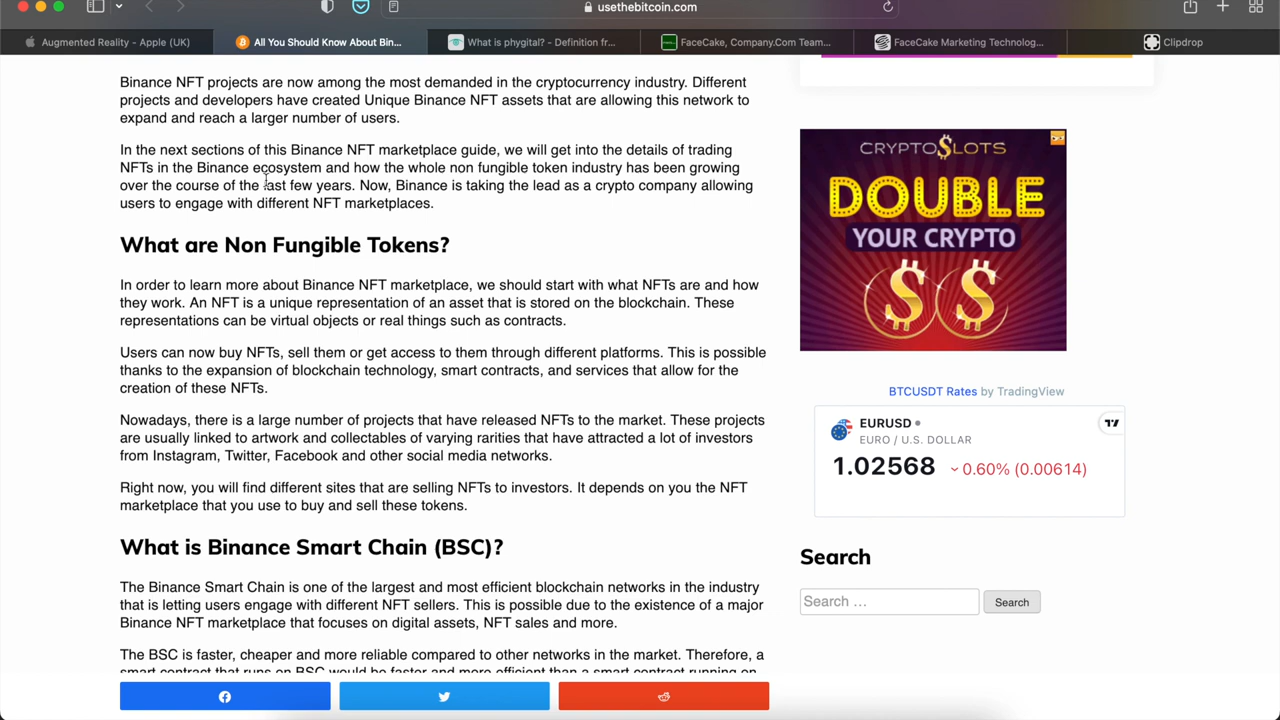 usethebitcoin.com
Augmented Reality - Apple (UK)
All You Should Know About Bin...
What is phygital? - Definition fr...
FaceCake, Company.Com Team...
FaceCake Marketing Technolog...
Clipdrop
Binance NFT projects are now among the most demanded in the cryptocurrency industry. Different
projects and developers have created Unique Binance NFT assets that are allowing this network to
expand and reach a larger number of users.
In the next sections of this Binance NFT marketplace guide, we will get into the details of trading
NFTs in the Binance ecosystem and how the whole non fungible token industry has been growing
over the course of the last few years. Now, Binance is taking the lead as a crypto company allowing
users to engage with different NFT marketplaces.
What are Non Fungible Tokens?
In order to learn more about Binance NFT marketplace, we should start with what NFTs are and how
they work. An NFT is a unique representation of an asset that is stored on the blockchain. These
representations can be virtual objects or real things such as contracts.
Users can now buy NFTs, sell them or get access to them through different platforms. This is possible
thanks to the expansion of blockchain technology, smart contracts, and services that allow for the
creation of these NFTs.
Nowadays, there is a large number of projects that have released NFTs to the market. These projects
are usually linked to artwork and collectables of varying rarities that have attracted a lot of investors
from Instagram, Twitter, Facebook and other social media networks.
Right now, you will find different sites that are selling NFTs to investors. It depends on you the NFT
marketplace that you use to buy and sell these tokens.
What is Binance Smart Chain (BSC)?
The Binance Smart Chain is one of the largest and most efficient blockchain networks in the industry
that is letting users engage with different NFT sellers. This is possible due to the existence of a major
Binance NFT marketplace that focuses on digital assets, NFT sales and more.
The BSC is faster, cheaper and more reliable compared to other networks in the market. Therefore, a
smart contract that runs on BSC would be faster and more efficient than a smart contract running on
CRYPTO$LOTS
DOUBLE
YOUR CRYPTO
$ $
BTCUSDT Rates by TradingView
EURUSD
EURO / U.S. DOLLAR
1.02568 0.60% (0.00614)
Search
Search …
Search